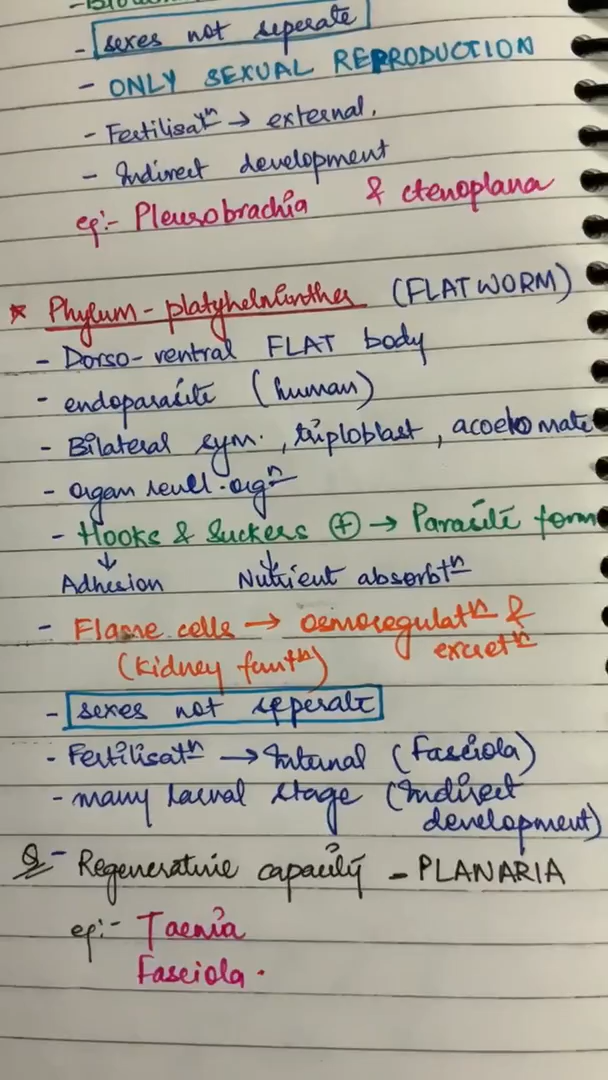 - sexes not seperate
- ONLY SEXUAL REPRODUCTION
- Fertilisatⁿ → external.
- Indirect development
eg:- Pleurobrachia & ctenoplana
* Phylum - platyhelminthes (FLATWORM)
- Dorso-ventral FLAT body
- endoparasite (human)
- Bilateral sym. , triploblast , acoelomate
- organ level orgⁿ
- Hooks & Suckers ⊕ → Parasite form
↓ ↓
Adhesion Nutrient absorbtⁿ
- Flame cells → osmoregulatⁿ &
excretⁿ
(kidney funtⁿ)
- sexes not seperate
- Fertilisatⁿ → Internal (Fasciola)
- many larval stage (Indirect
development)
Q - Regenerative capacity - PLANARIA
eg:- Taenia
Fasciola .